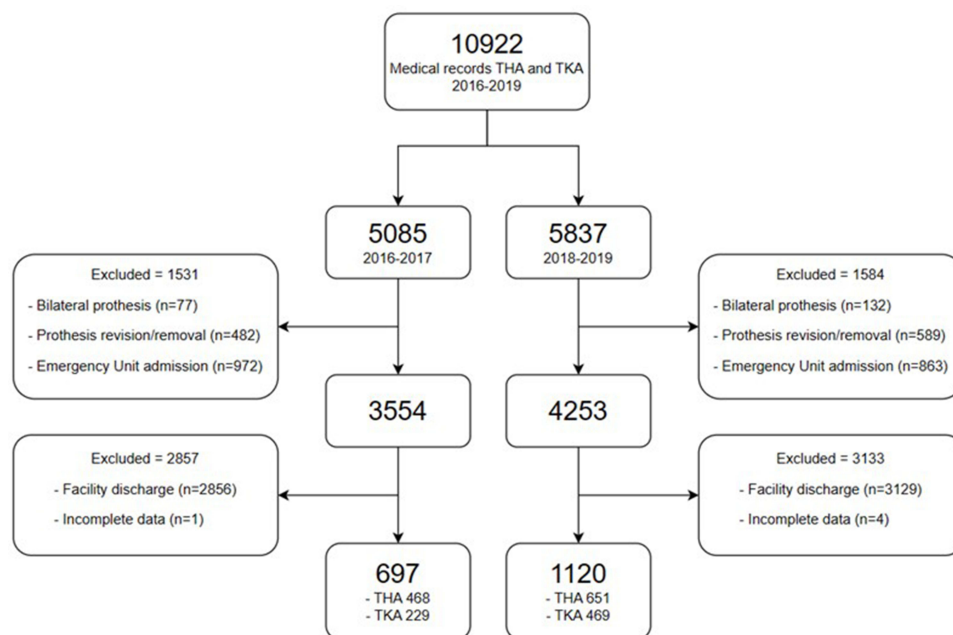 10922
Medical records THA and TKA
2016-2019
5085
2016-2017
5837
2018-2019
Excluded = 1531
- Bilateral prothesis (n=77)
- Prothesis revision/removal (n=482)
- Emergency Unit admission (n=972)
Excluded = 1584
- Bilateral prothesis (n=132)
- Prothesis revision/removal (n=589)
- Emergency Unit admission (n=863)
3554
4253
Excluded = 2857
- Facility discharge (n=2856)
- Incomplete data (n=1)
Excluded = 3133
- Facility discharge (n=3129)
- Incomplete data (n=4)
697
- THA 468
- TKA 229
1120
- THA 651
- TKA 469